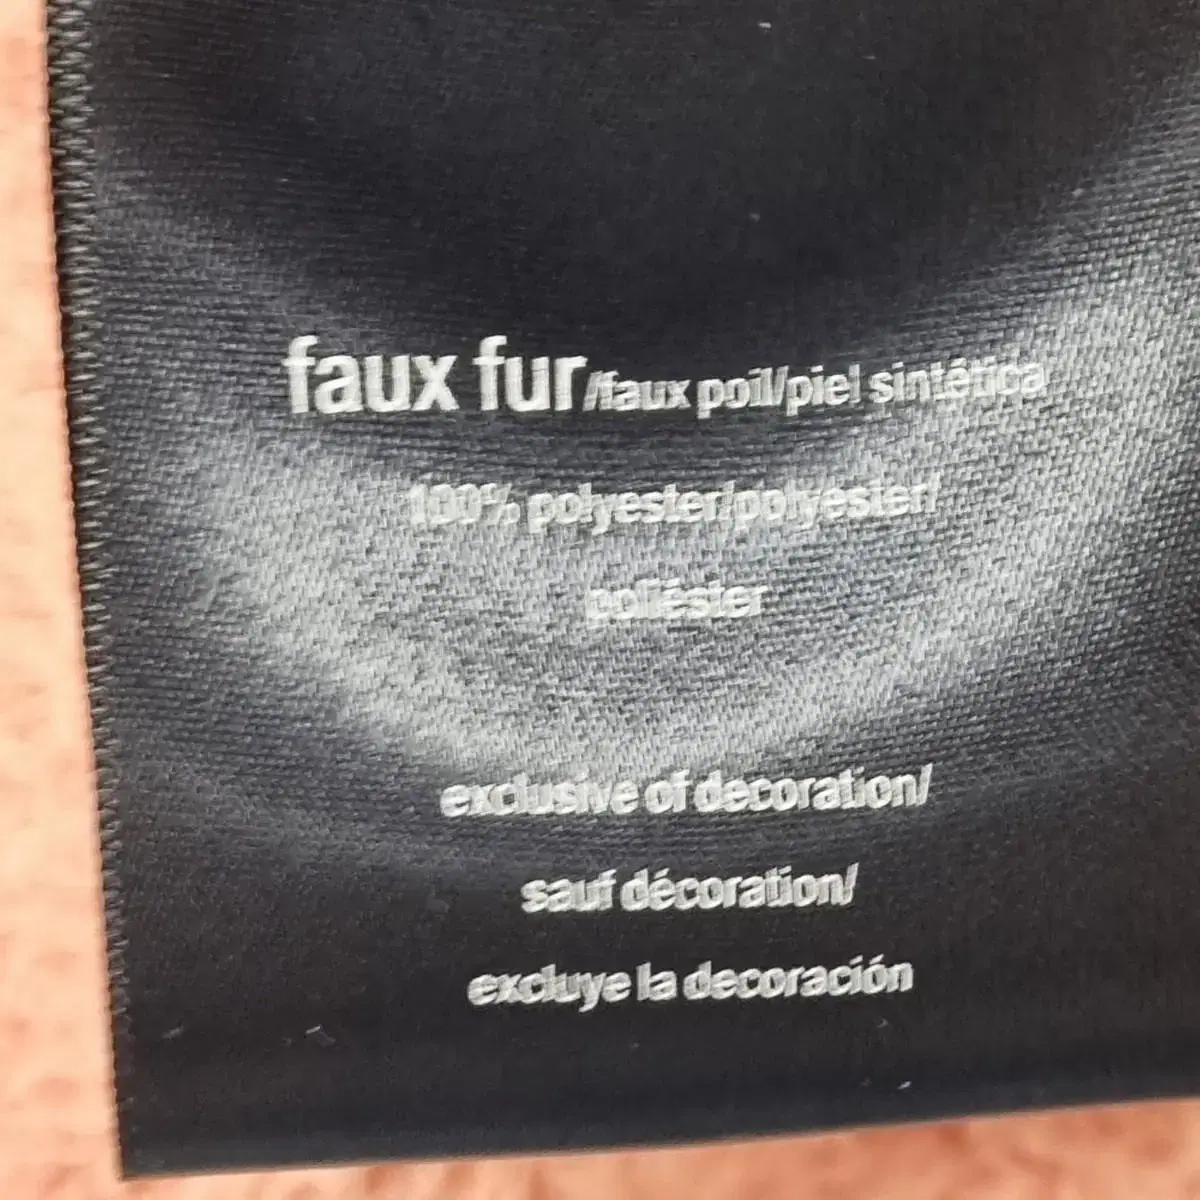 faux fur/faux poil/piel sintética
100% polyester/polyester/
poliéster
exclusive of decoration/
sauf décoration/
excluye la decoración